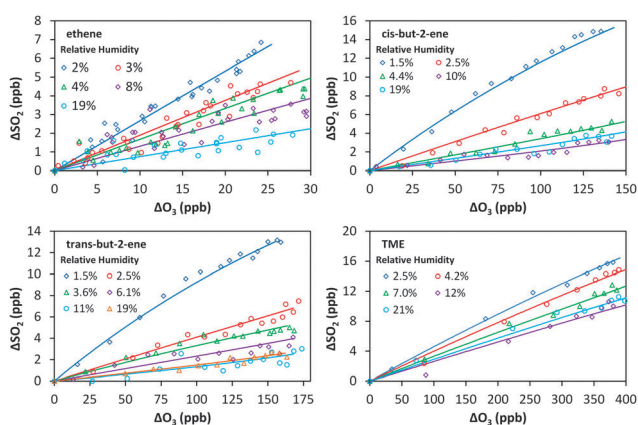 ethene
Relative Humidity
2% 3%
4% 8%
19%
ΔSO2 (ppb)
8
7
6
5
4
3
2
1
0
0 5 10 15 20 25 30
ΔO3 (ppb)
cis-but-2-ene
Relative Humidity
1.5% 2.5%
4.4% 10%
19%
ΔSO2 (ppb)
16
14
12
10
8
6
4
2
0
0 25 50 75 100 125 150
ΔO3 (ppb)
trans-but-2-ene
Relative Humidity
1.5% 2.5%
3.6% 6.1%
11% 19%
ΔSO2 (ppb)
14
12
10
8
6
4
2
0
0 25 50 75 100 125 150 175
ΔO3 (ppb)
TME
Relative Humidity
2.5% 4.2%
7.0% 12%
21%
ΔSO2 (ppb)
20
16
12
8
4
0
0 50 100 150 200 250 300 350 400
ΔO3 (ppb)